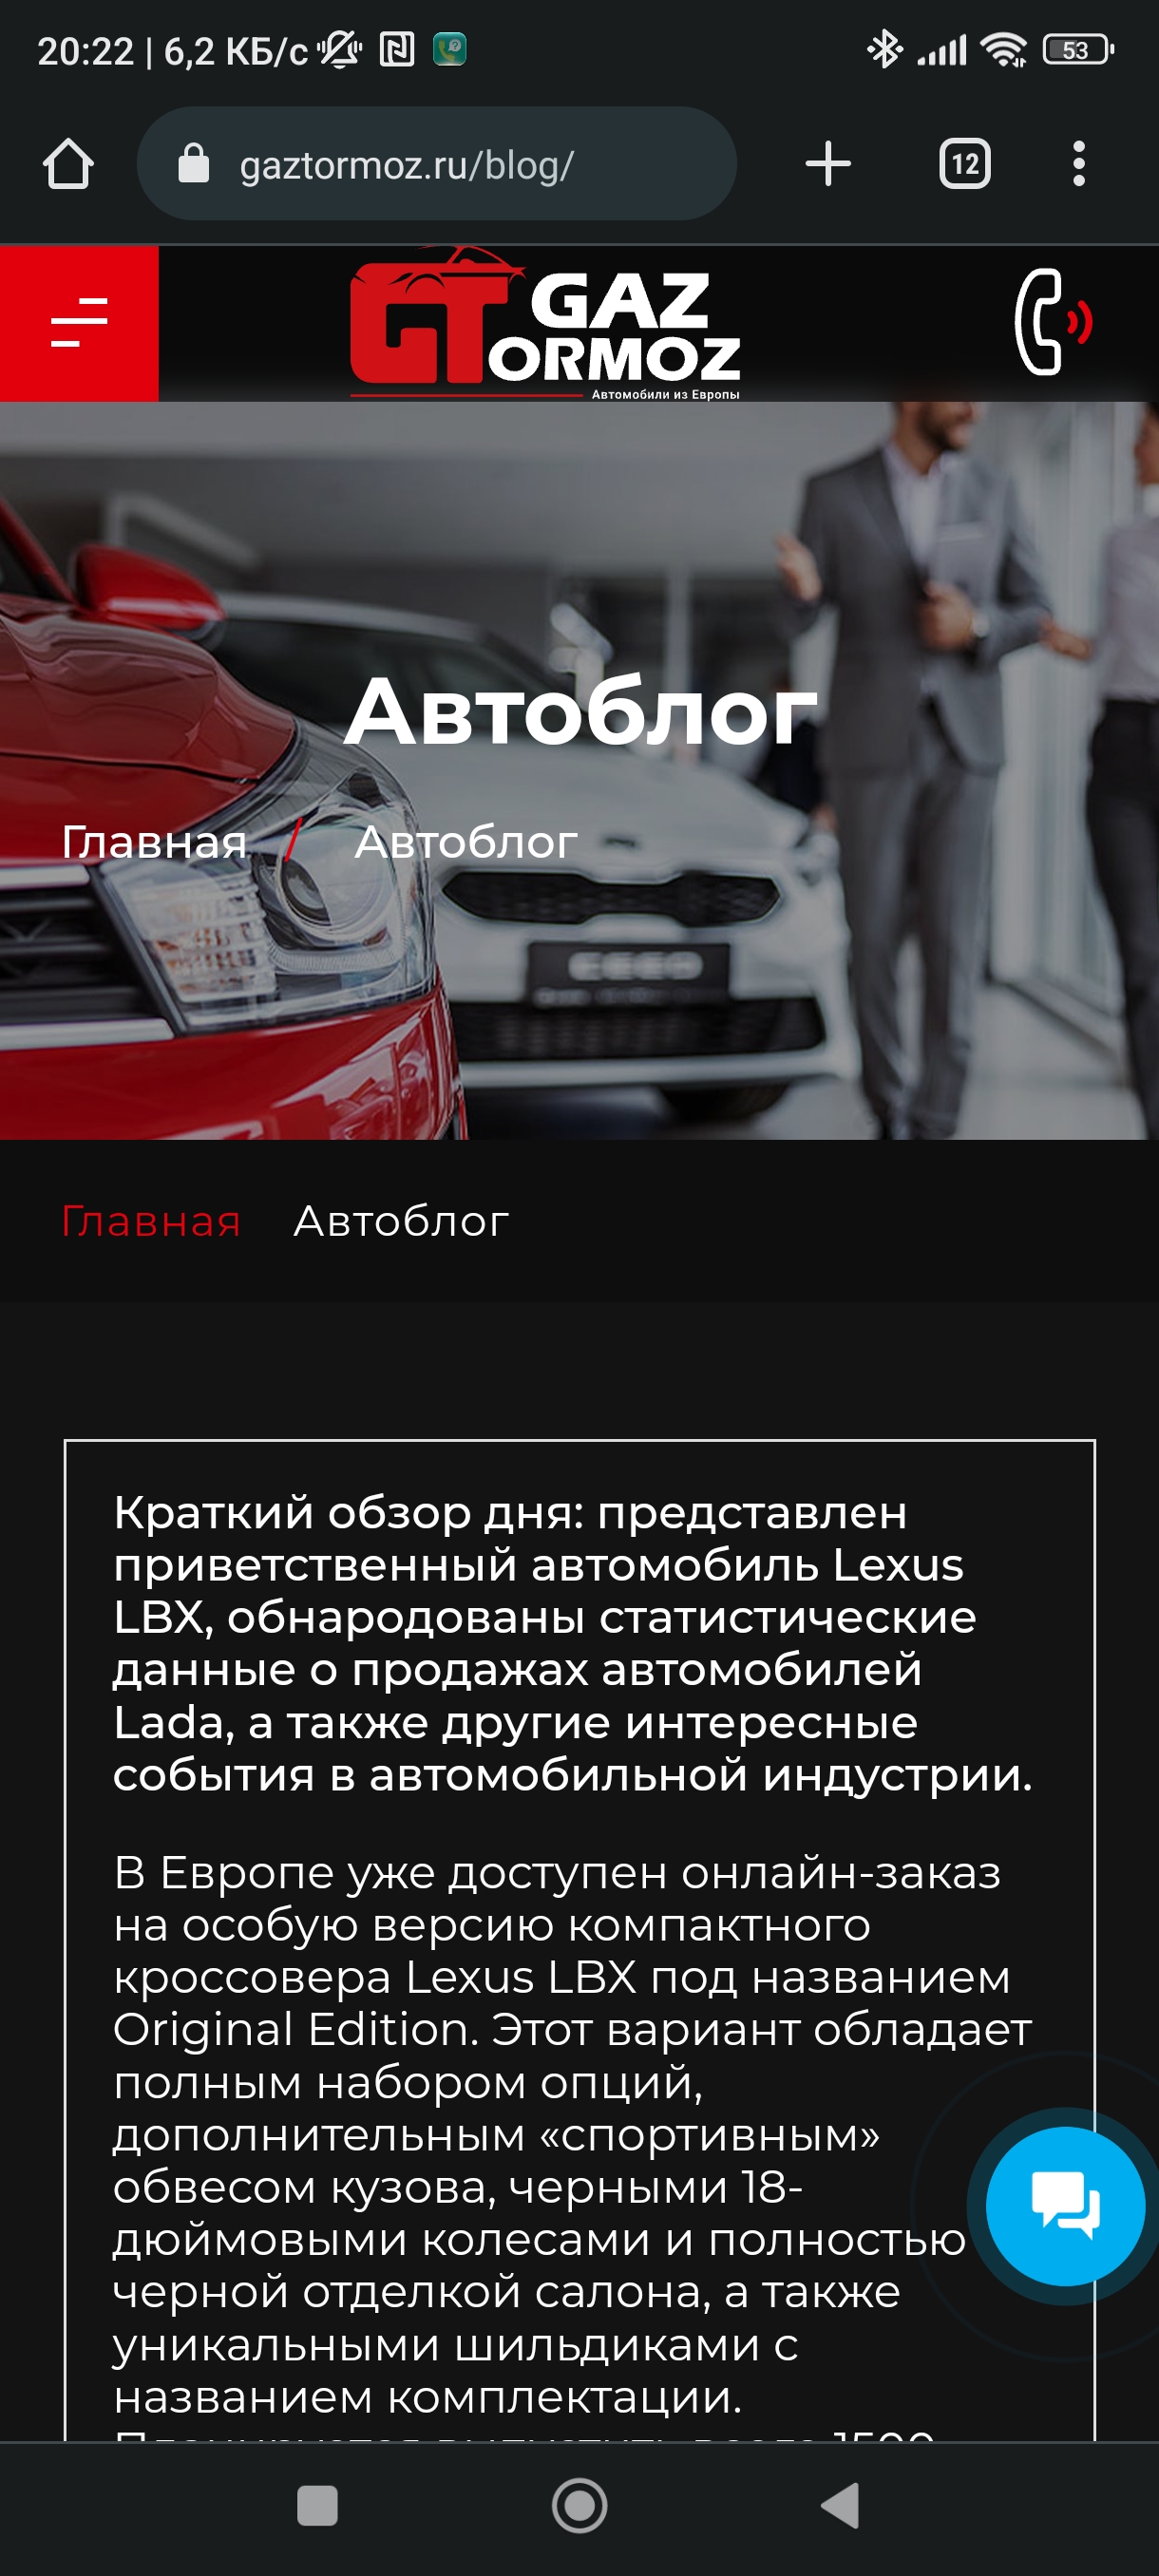 20:22 | 6,2 КБ/с
53
gaztormoz.ru/blog/
12
GT GAZ
ORMOZ
Автомобили из Европы
Автоблог
Главная / Автоблог
Главная Автоблог
Краткий обзор дня: представлен
приветственный автомобиль Lexus
LBX, обнародованы статистические
данные о продажах автомобилей
Lada, а также другие интересные
события в автомобильной индустрии.
В Европе уже доступен онлайн-заказ
на особую версию компактного
кроссовера Lexus LBX под названием
Original Edition. Этот вариант обладает
полным набором опций,
дополнительным «спортивным»
обвесом кузова, черными 18-
дюймовыми колесами и полностью
черной отделкой салона, а также
уникальными шильдиками с
названием комплектации.